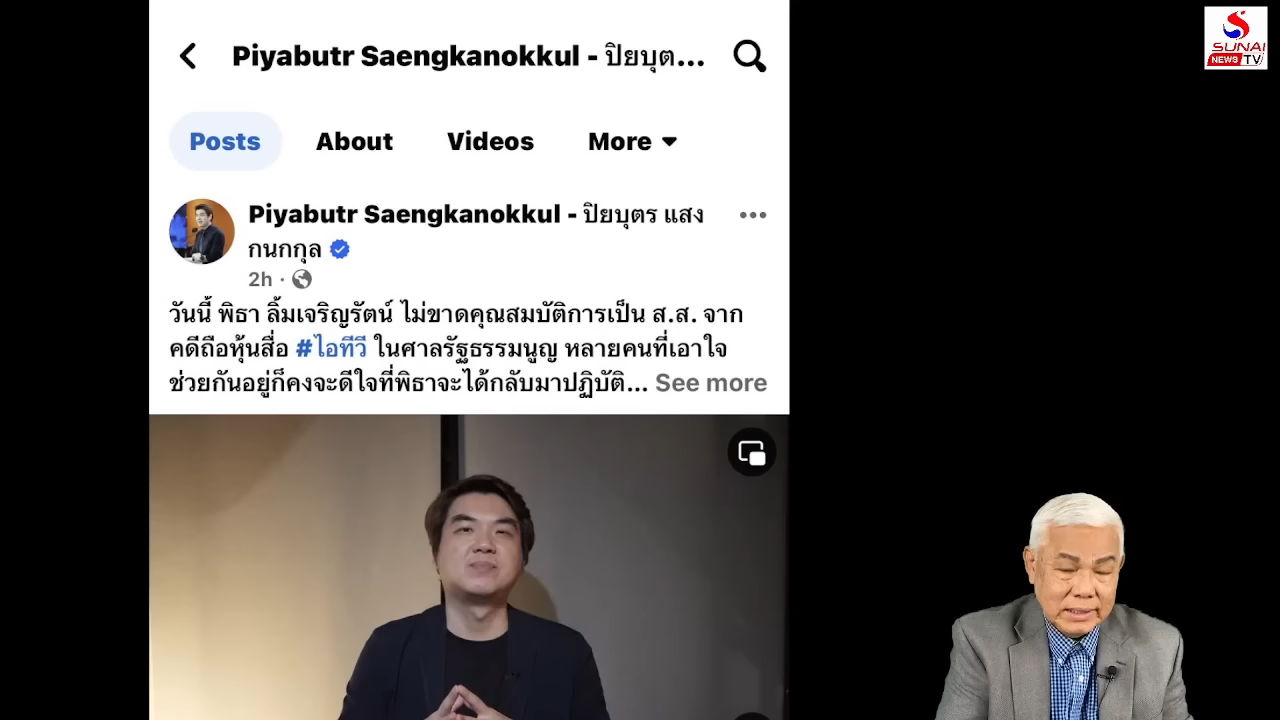 Piyabutr Saengkanokkul - ปิยบุต...
Posts
About
Videos
More
Piyabutr Saengkanokkul - ปิยบุตร แสง
กนกกุล
2h ·
วันนี้ พิธา ลิ้มเจริญรัตน์ ไม่ขาดคุณสมบัติการเป็น ส.ส. จาก
คดีถือหุ้นสื่อ #ไอทีวี ในศาลรัฐธรรมนูญ หลายคนที่เอาใจ
ช่วยกันอยู่ก็คงจะดีใจที่พิธาจะได้กลับมาปฏิบัติ... See more
SUNAI
NEWS TV